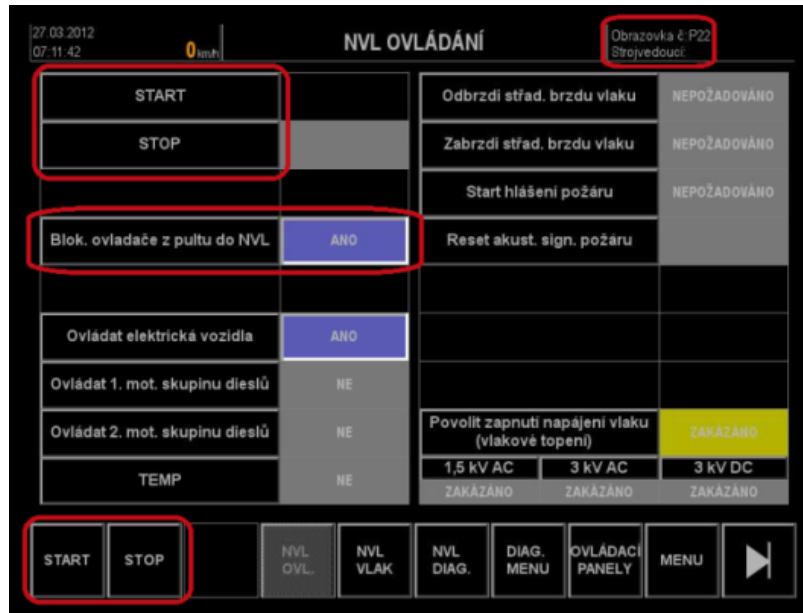 27.03.2012
07:11:42
0 km/h
NVL OVLÁDÁNÍ
Obrazovka č:P22
Strojvedoucí:
START
STOP
Blok. ovladače z pultu do NVL ANO
Ovládat elektrická vozidla ANO
Ovládat 1. mot. skupinu dieslů NE
Ovládat 2. mot. skupinu dieslů NE
TEMP NE
Odbrzdi střad. brzdu vlaku NEPOŽADOVÁNO
Zabrzdi střad. brzdu vlaku NEPOŽADOVÁNO
Start hlášení požáru NEPOŽADOVÁNO
Reset akust. sign. požáru
Povolit zapnutí napájení vlaku
(vlakové topení)
ZAKÁZÁNO
1,5 kV AC 3 kV AC 3 kV DC
ZAKÁZÁNO ZAKÁZÁNO ZAKÁZÁNO
START
STOP
NVL
OVL.
NVL
VLAK
NVL
DIAG.
DIAG.
MENU
OVLÁDACÍ
PANELY
MENU